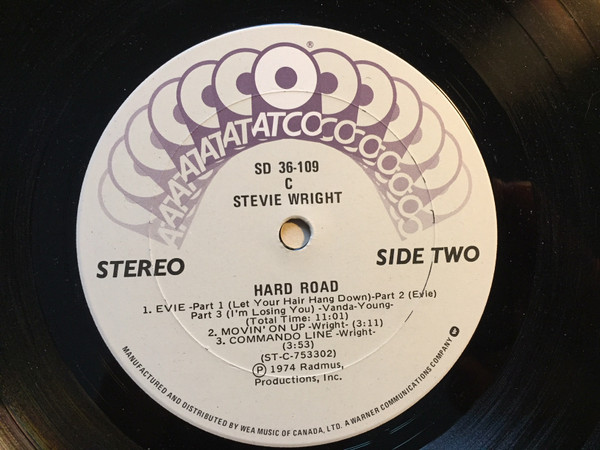 ATATATATATATCOCOCOCOCOCO
®
SD 36-109
C
STEVIE WRIGHT
STEREO
SIDE TWO
HARD ROAD
1. EVIE -Part 1 (Let Your Hair Hang Down)-Part 2 (Evie)
Part 3 (I'm Losing You) -Vanda-Young-
(Total Time: 11:01)
2. MOVIN' ON UP -Wright- (3:11)
3. COMMANDO LINE -Wright-
(3:53)
(ST-C-753302)
Ⓟ 1974 Radmus,
Productions, Inc.
MANUFACTURED AND DISTRIBUTED BY WEA MUSIC OF CANADA, LTD. A WARNER COMMUNICATIONS COMPANY